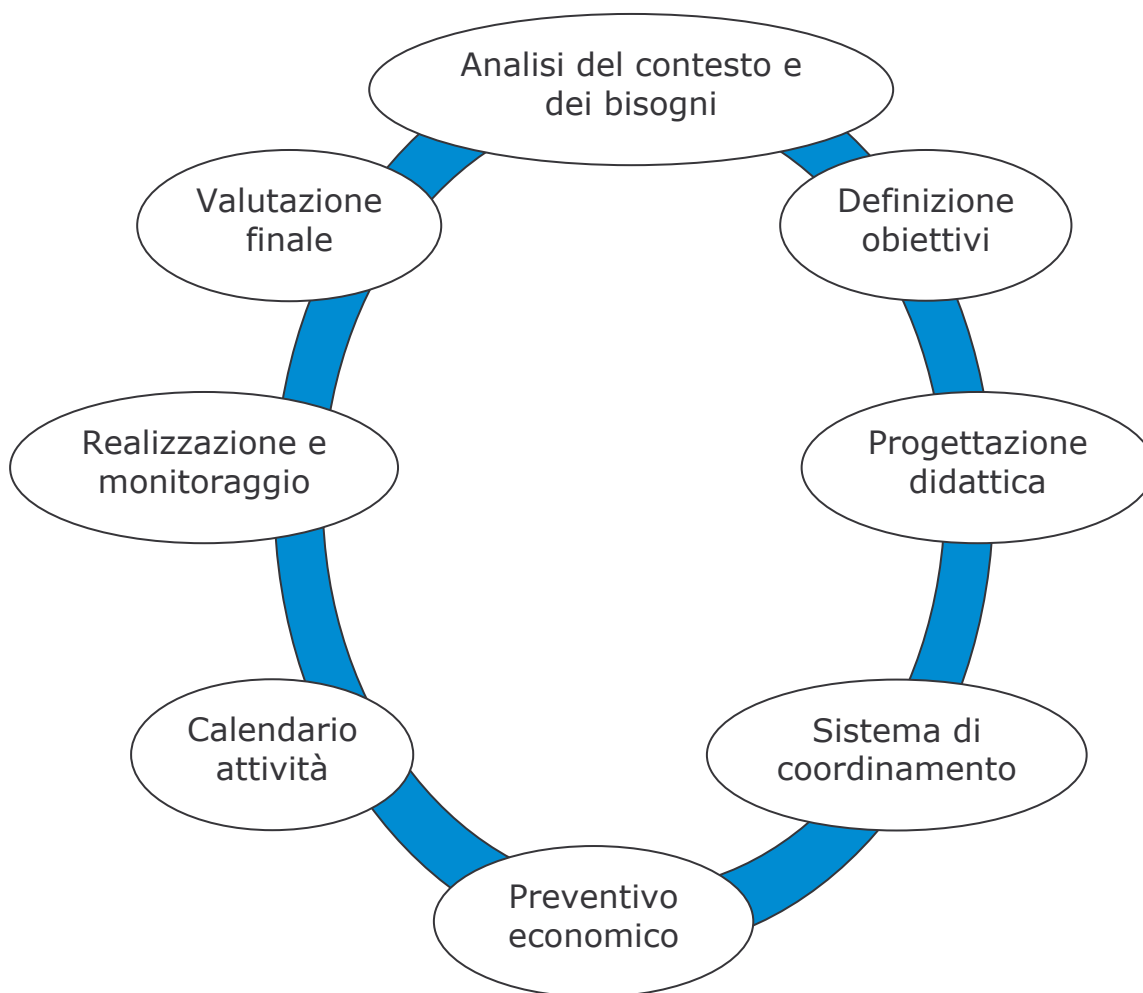 Analisi del contesto e
dei bisogni
Definizione
obiettivi
Progettazione
didattica
Sistema di
coordinamento
Preventivo
economico
Calendario
attività
Realizzazione e
monitoraggio
Valutazione
finale